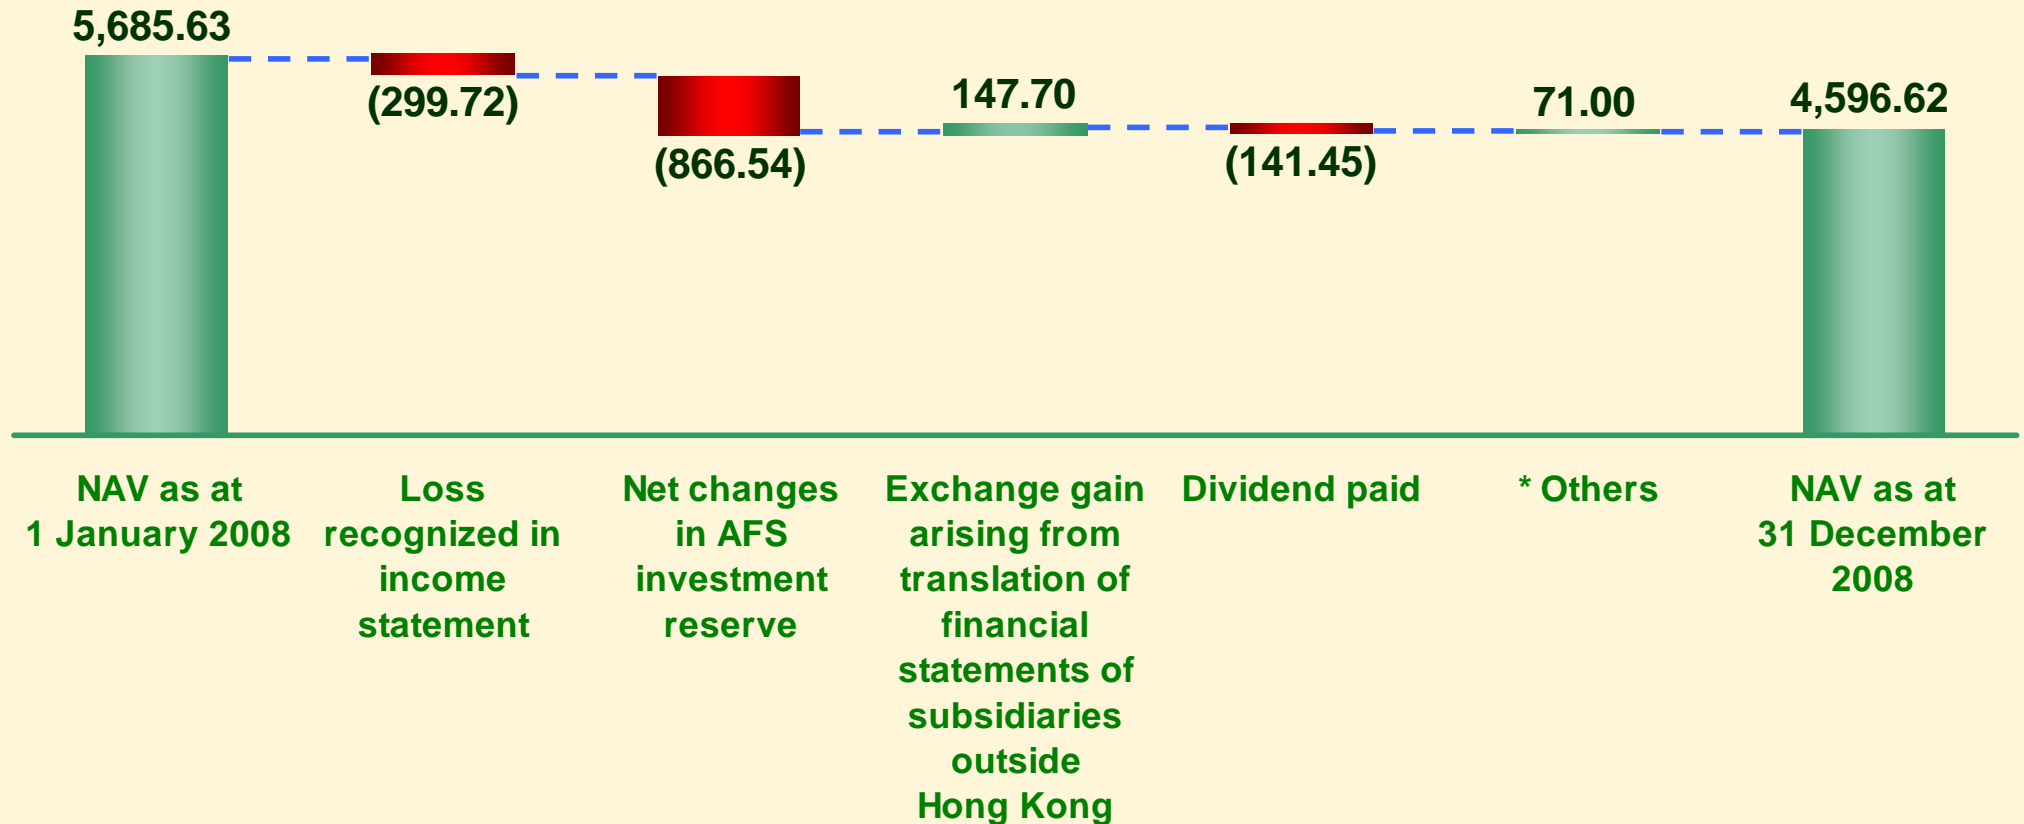 5,685.63
(299.72)
(866.54)
147.70
(141.45)
71.00
4,596.62
NAV as at
1 January 2008
Loss
recognized in
income
statement
Net changes
in AFS
investment
reserve
Exchange gain
arising from
translation of
financial
statements of
subsidiaries
outside
Hong Kong
Dividend paid
* Others
NAV as at
31 December
2008